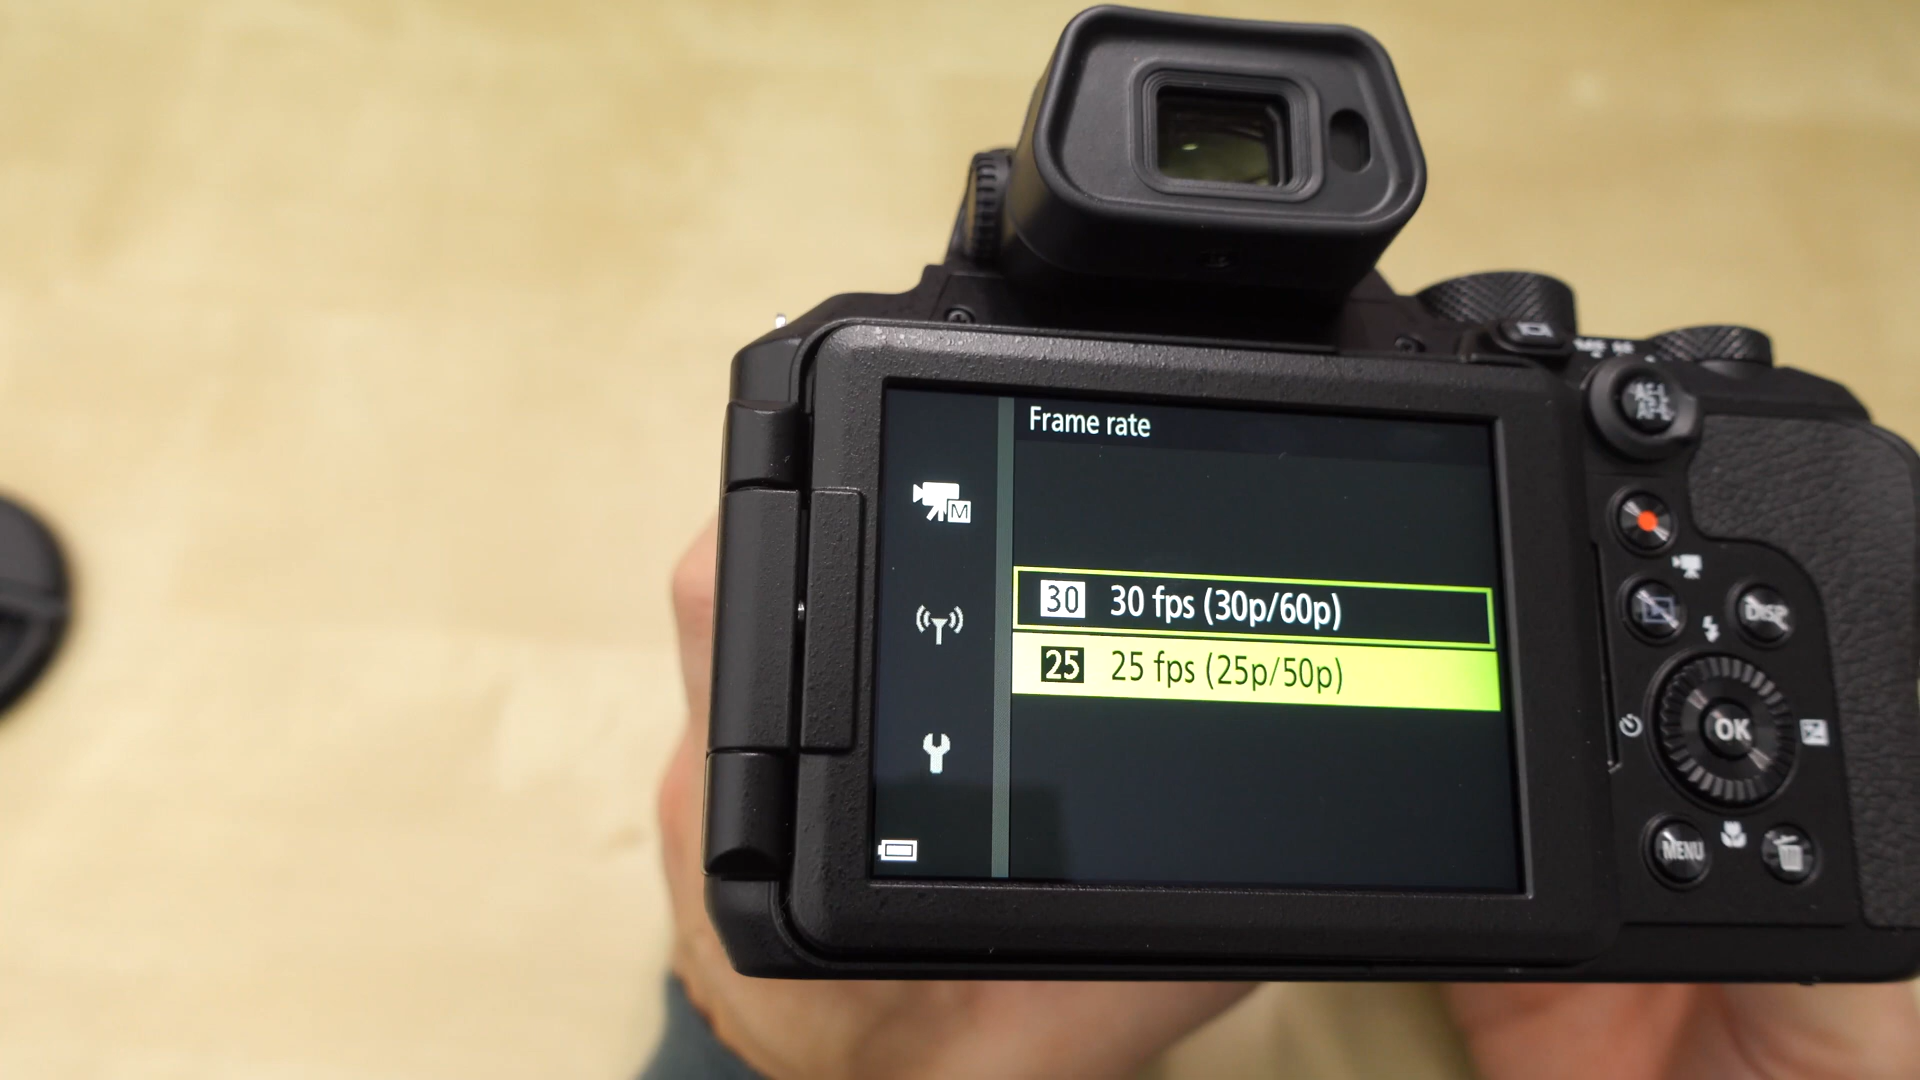 Frame rate
M
30 30 fps (30p/60p)
25 25 fps (25p/50p)
DISP
OK
MENU